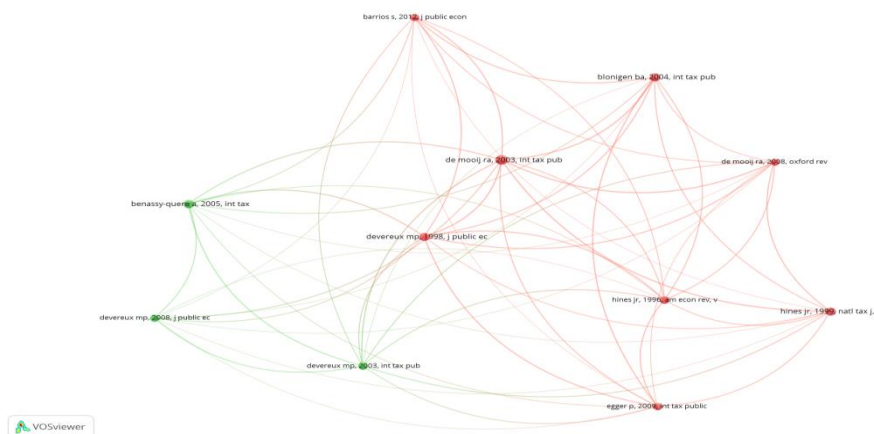 barrios s, 2012, j public econ
blonigen ba, 2004, int tax pub
de mooij ra, 2003, int tax pub
de mooij ra, 2008, oxford rev
benassy-quere a, 2005, int tax
devereux mp, 1998, j public ec
hines jr, 1996, am econ rev, v
hines jr, 1999, natl tax j,
devereux mp, 2008, j public ec
devereux mp, 2003, int tax pub
egger p, 2009, int tax public
VOSviewer